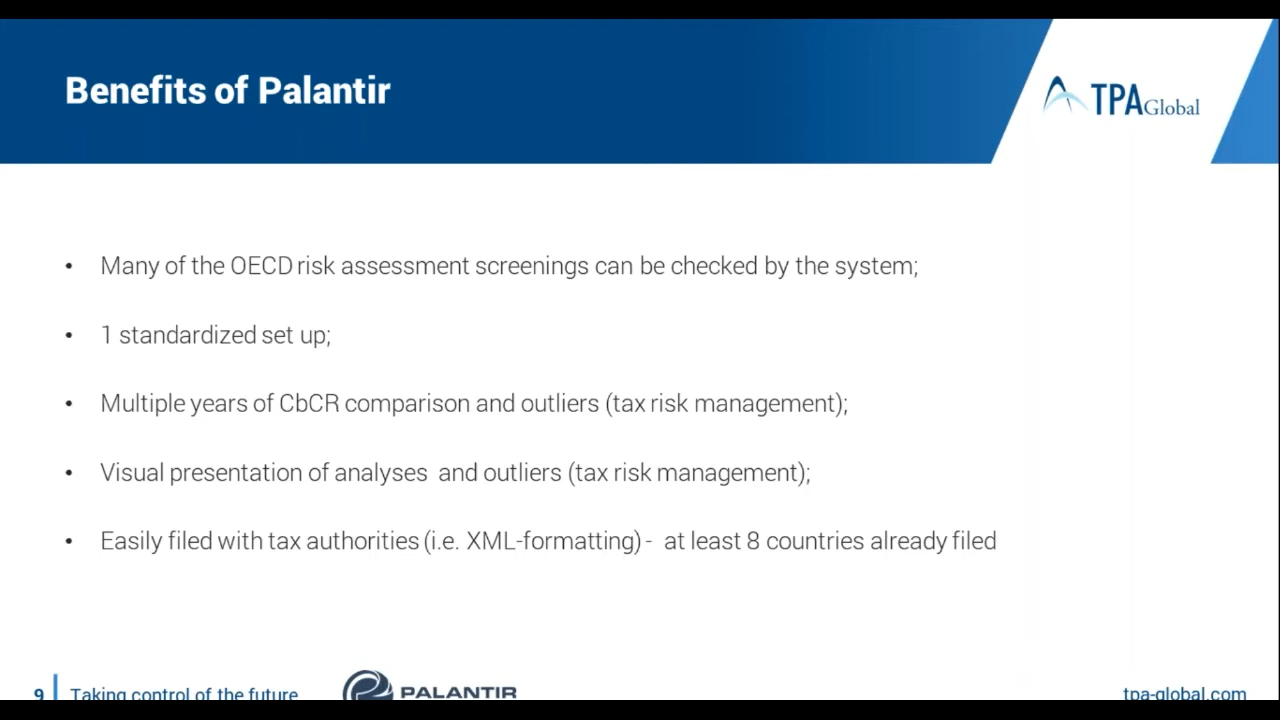 Benefits of Palantir
TPA Global
• Many of the OECD risk assessment screenings can be checked by the system;
• 1 standardized set up;
• Multiple years of CbCR comparison and outliers (tax risk management);
• Visual presentation of analyses and outliers (tax risk management);
• Easily filed with tax authorities (i.e. XML-formatting) - at least 8 countries already filed
9 Taking control of the future PALANTIR tpa-global.com